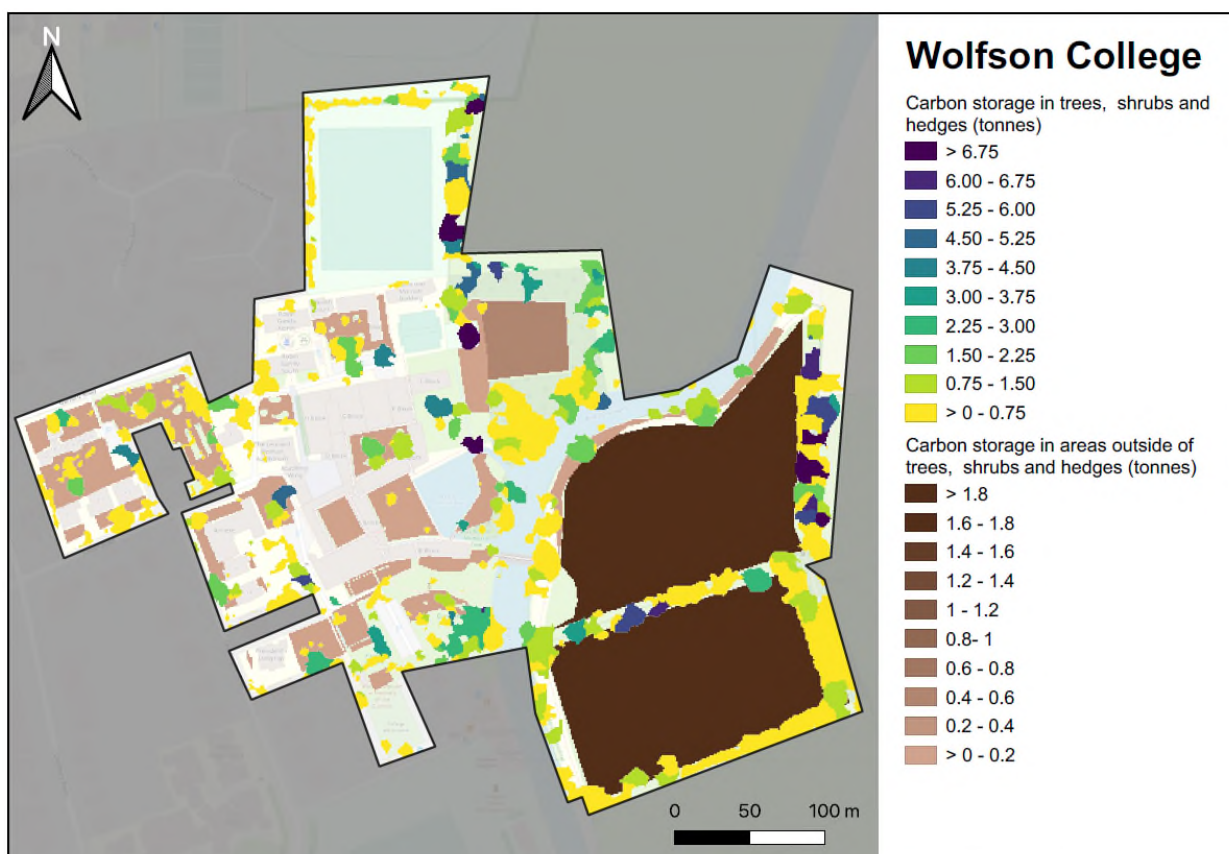 N
Wolfson College
Carbon storage in trees, shrubs and
hedges (tonnes)
> 6.75
6.00 - 6.75
5.25 - 6.00
4.50 - 5.25
3.75 - 4.50
3.00 - 3.75
2.25 - 3.00
1.50 - 2.25
0.75 - 1.50
> 0 - 0.75
Carbon storage in areas outside of
trees, shrubs and hedges (tonnes)
> 1.8
1.6 - 1.8
1.4 - 1.6
1.2 - 1.4
1 - 1.2
0.8- 1
0.6 - 0.8
0.4 - 0.6
0.2 - 0.4
> 0 - 0.2
0 50 100 m